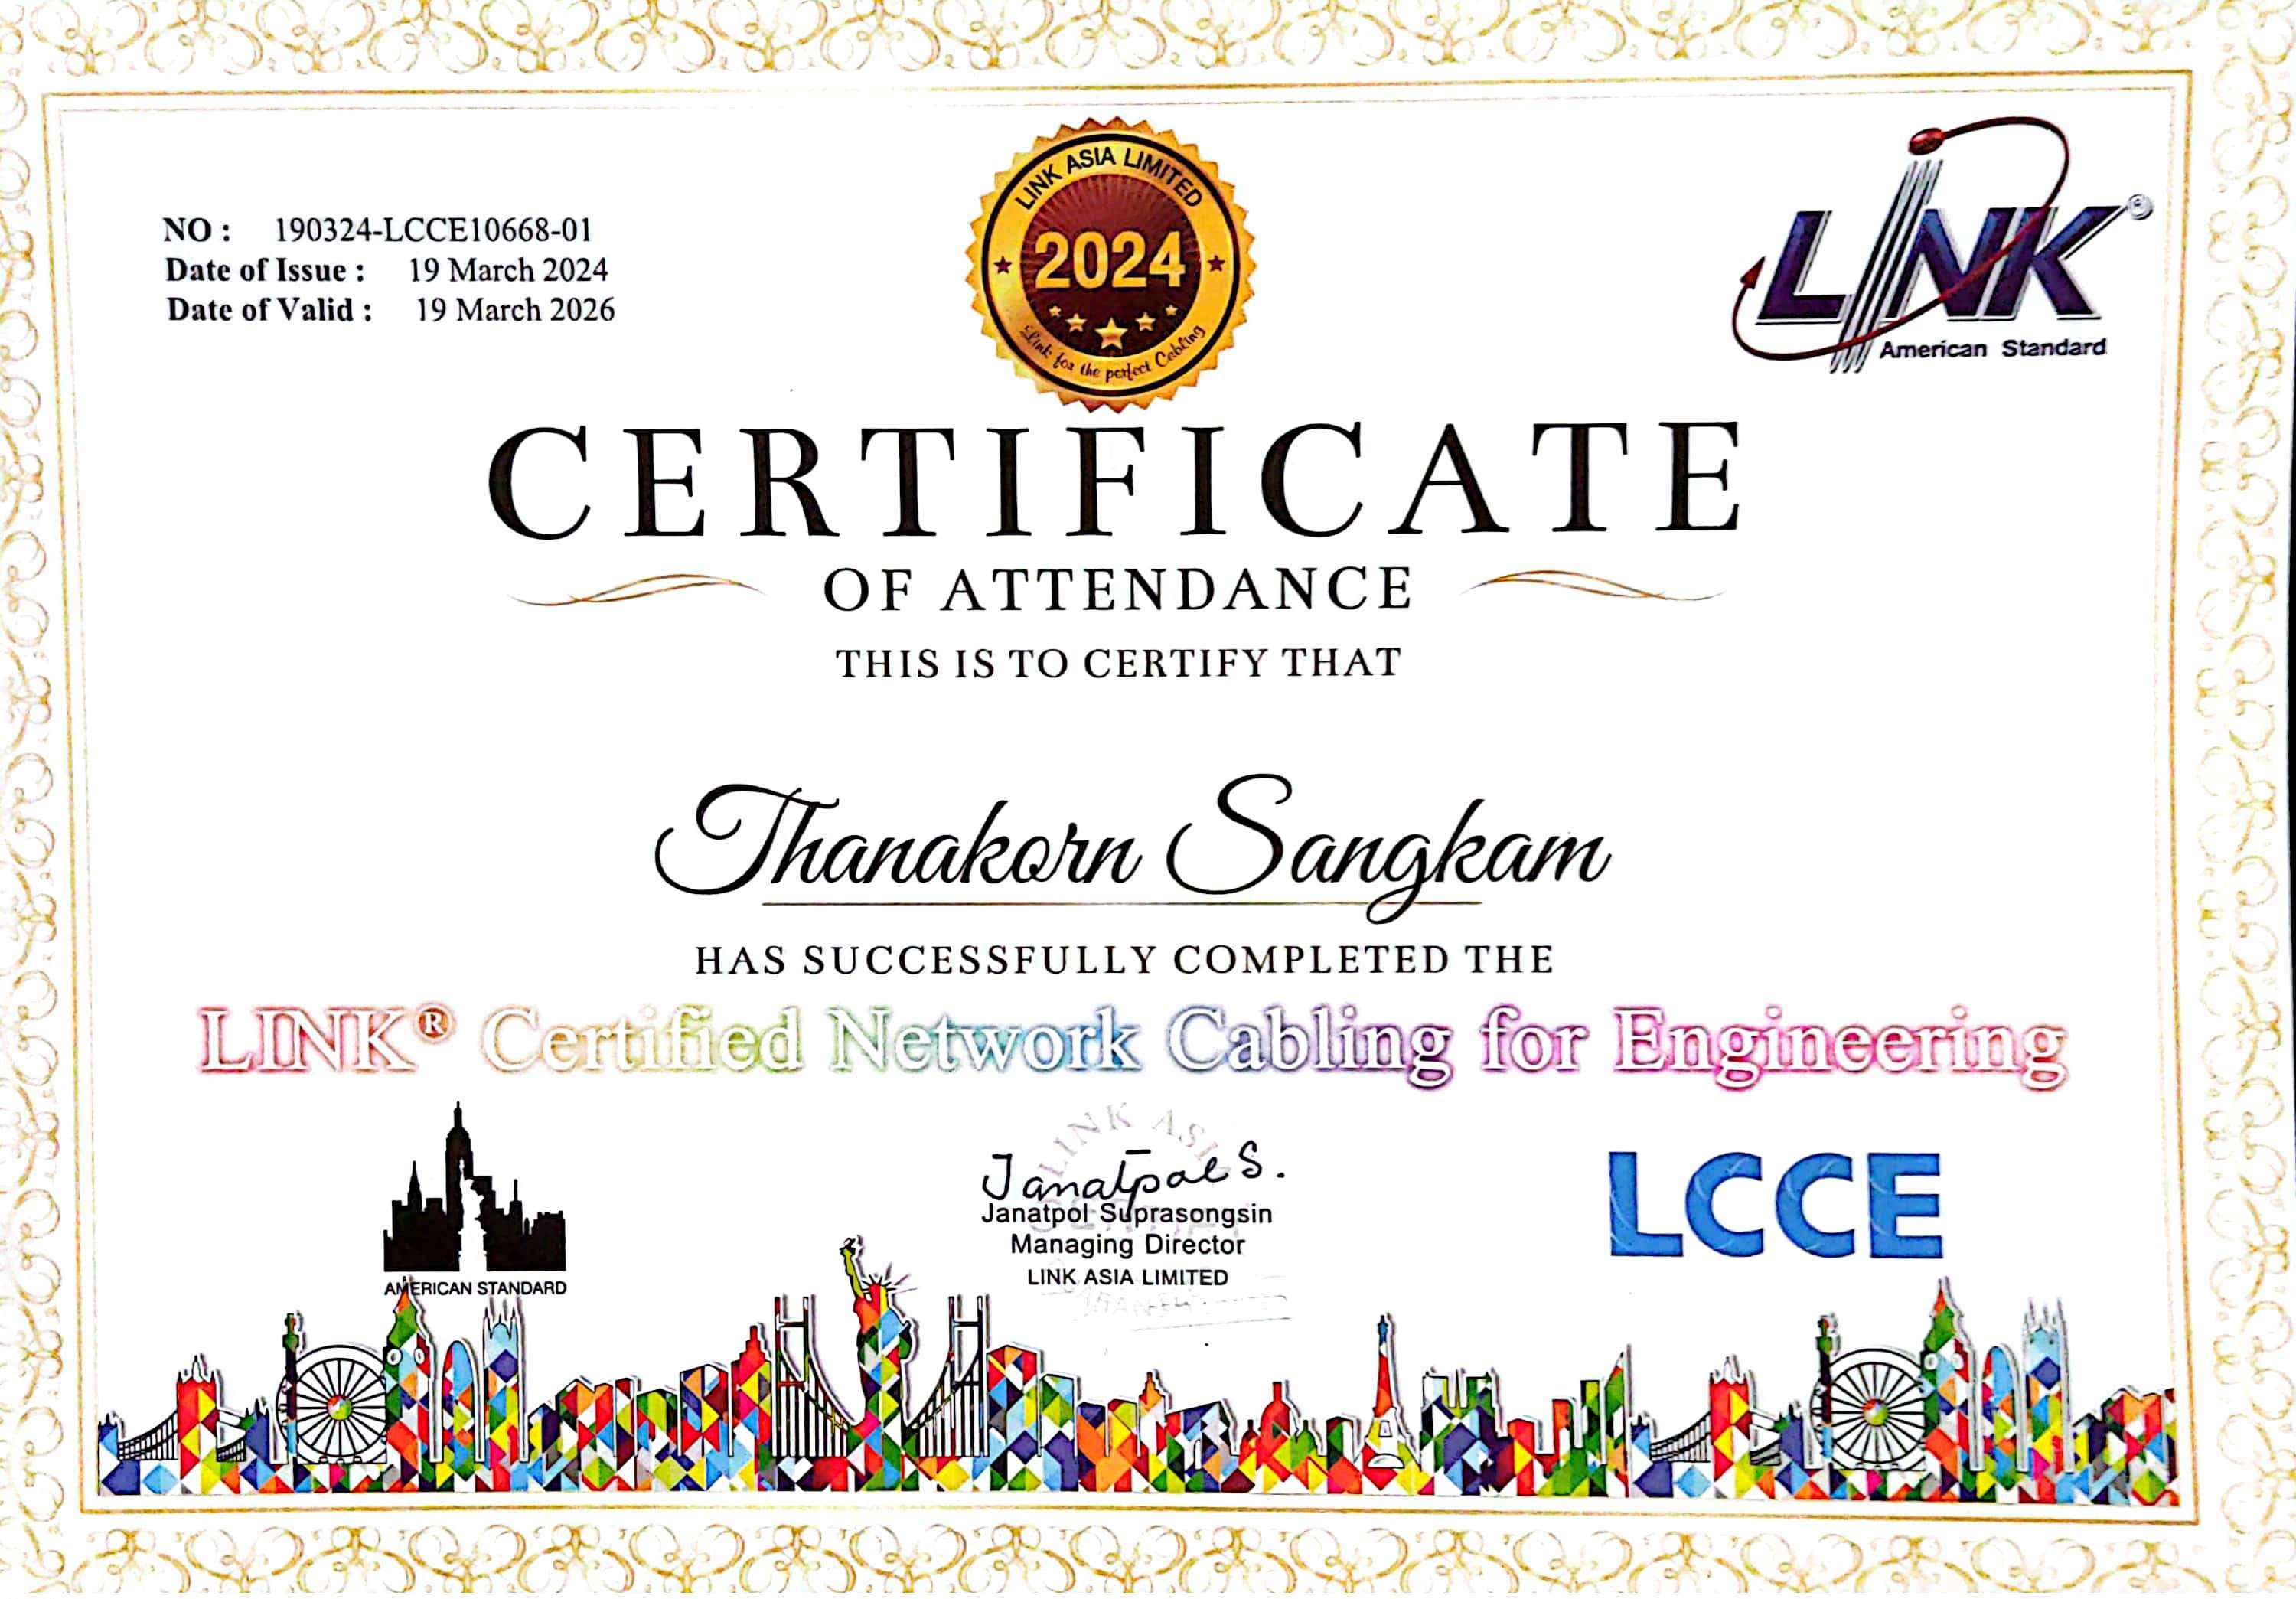 NO : 190324-LCCE10668-01
Date of Issue : 19 March 2024
Date of Valid : 19 March 2026
LINK ASIA LIMITED
2024
Link for the perfect Cabling
LINK®
American Standard
CERTIFICATE
OF ATTENDANCE
THIS IS TO CERTIFY THAT
Thanakorn Sangkam
HAS SUCCESSFULLY COMPLETED THE
LINK® Certified Network Cabling for Engineering
AMERICAN STANDARD
LINK ASI
Janatpol S.
Janatpol Suprasongsin
Managing Director
LINK ASIA LIMITED
LCCE